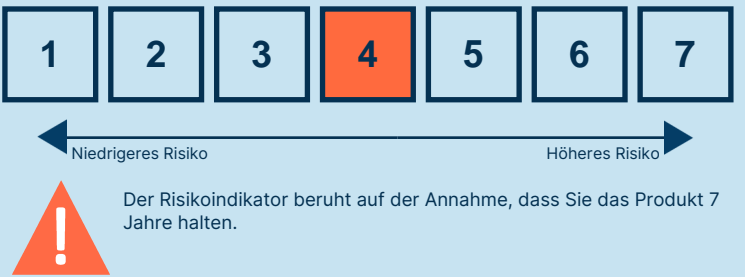 1 2 3 4 5 6 7
Niedrigeres Risiko Höheres Risiko
Der Risikoindikator beruht auf der Annahme, dass Sie das Produkt 7
Jahre halten.